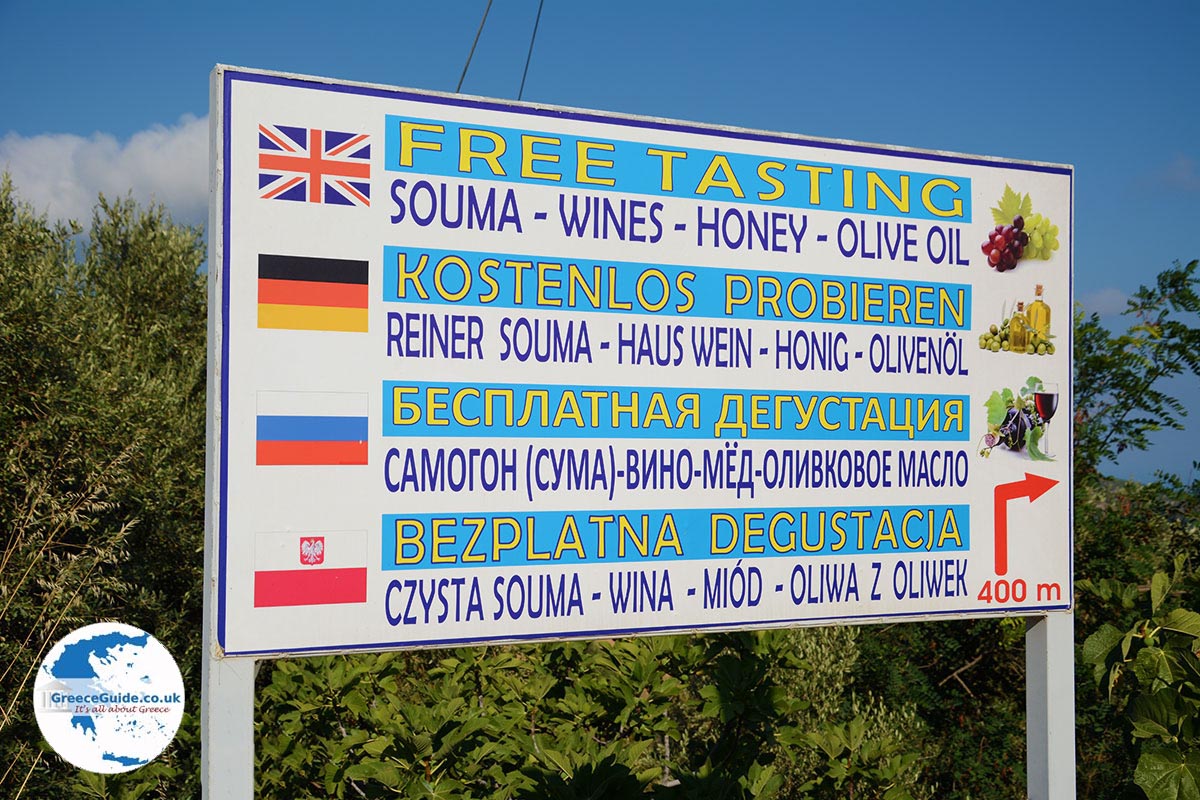 FREE TASTING
SOUMA - WINES - HONEY - OLIVE OIL
KOSTENLOS PROBIEREN
REINER SOUMA - HAUS WEIN - HONIG - OLIVENÖL
БЕСПЛАТНАЯ ДЕГУСТАЦИЯ
САМОГОН (СУМА)-ВИНО-МЁД-ОЛИВКОВОЕ МАСЛО
BEZPLATNA DEGUSTACJA
CZYSTA SOUMA - WINA - MIÓD - OLIWA Z OLIWEK
400 m
GreeceGuide.co.uk
It's all about Greece